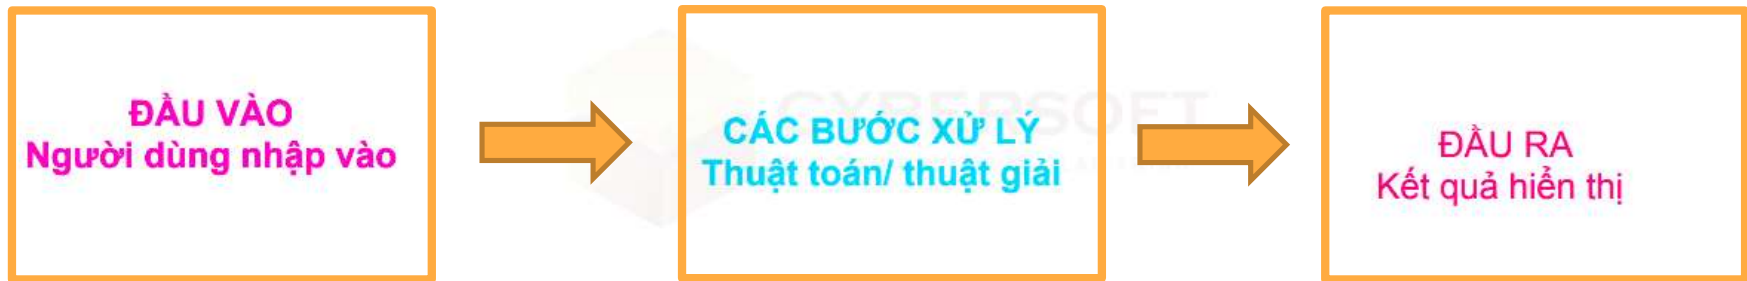 ĐẦU VÀO
Người dùng nhập vào
CÁC BƯỚC XỬ LÝ
Thuật toán/ thuật giải
ĐẦU RA
Kết quả hiển thị
CYBERSOFT